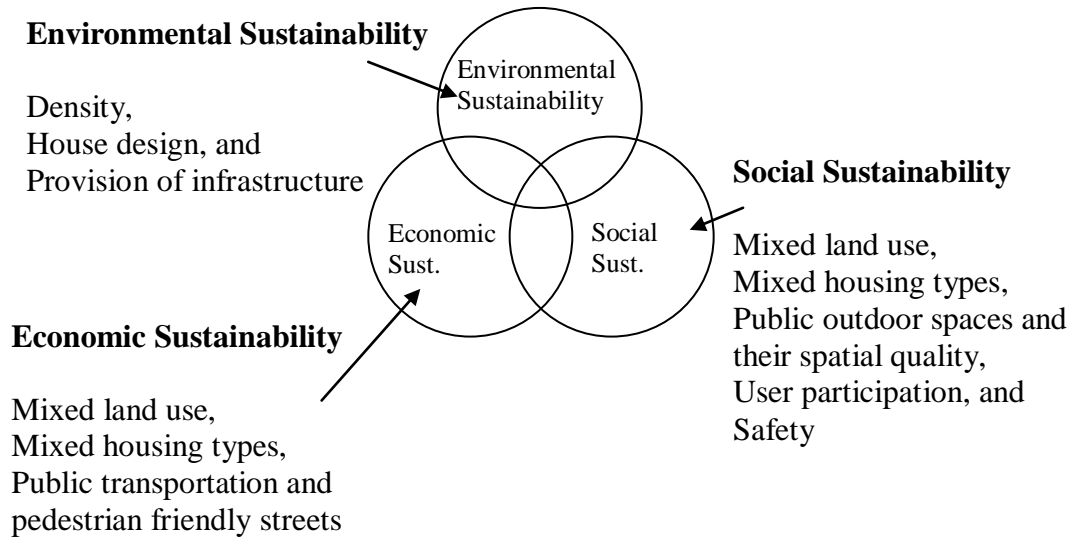 Environmental Sustainability
Density,
House design, and
Provision of infrastructure
Environmental
Sustainability
Economic
Sust.
Social
Sust.
Social Sustainability
Mixed land use,
Mixed housing types,
Public outdoor spaces and
their spatial quality,
User participation, and
Safety
Economic Sustainability
Mixed land use,
Mixed housing types,
Public transportation and
pedestrian friendly streets